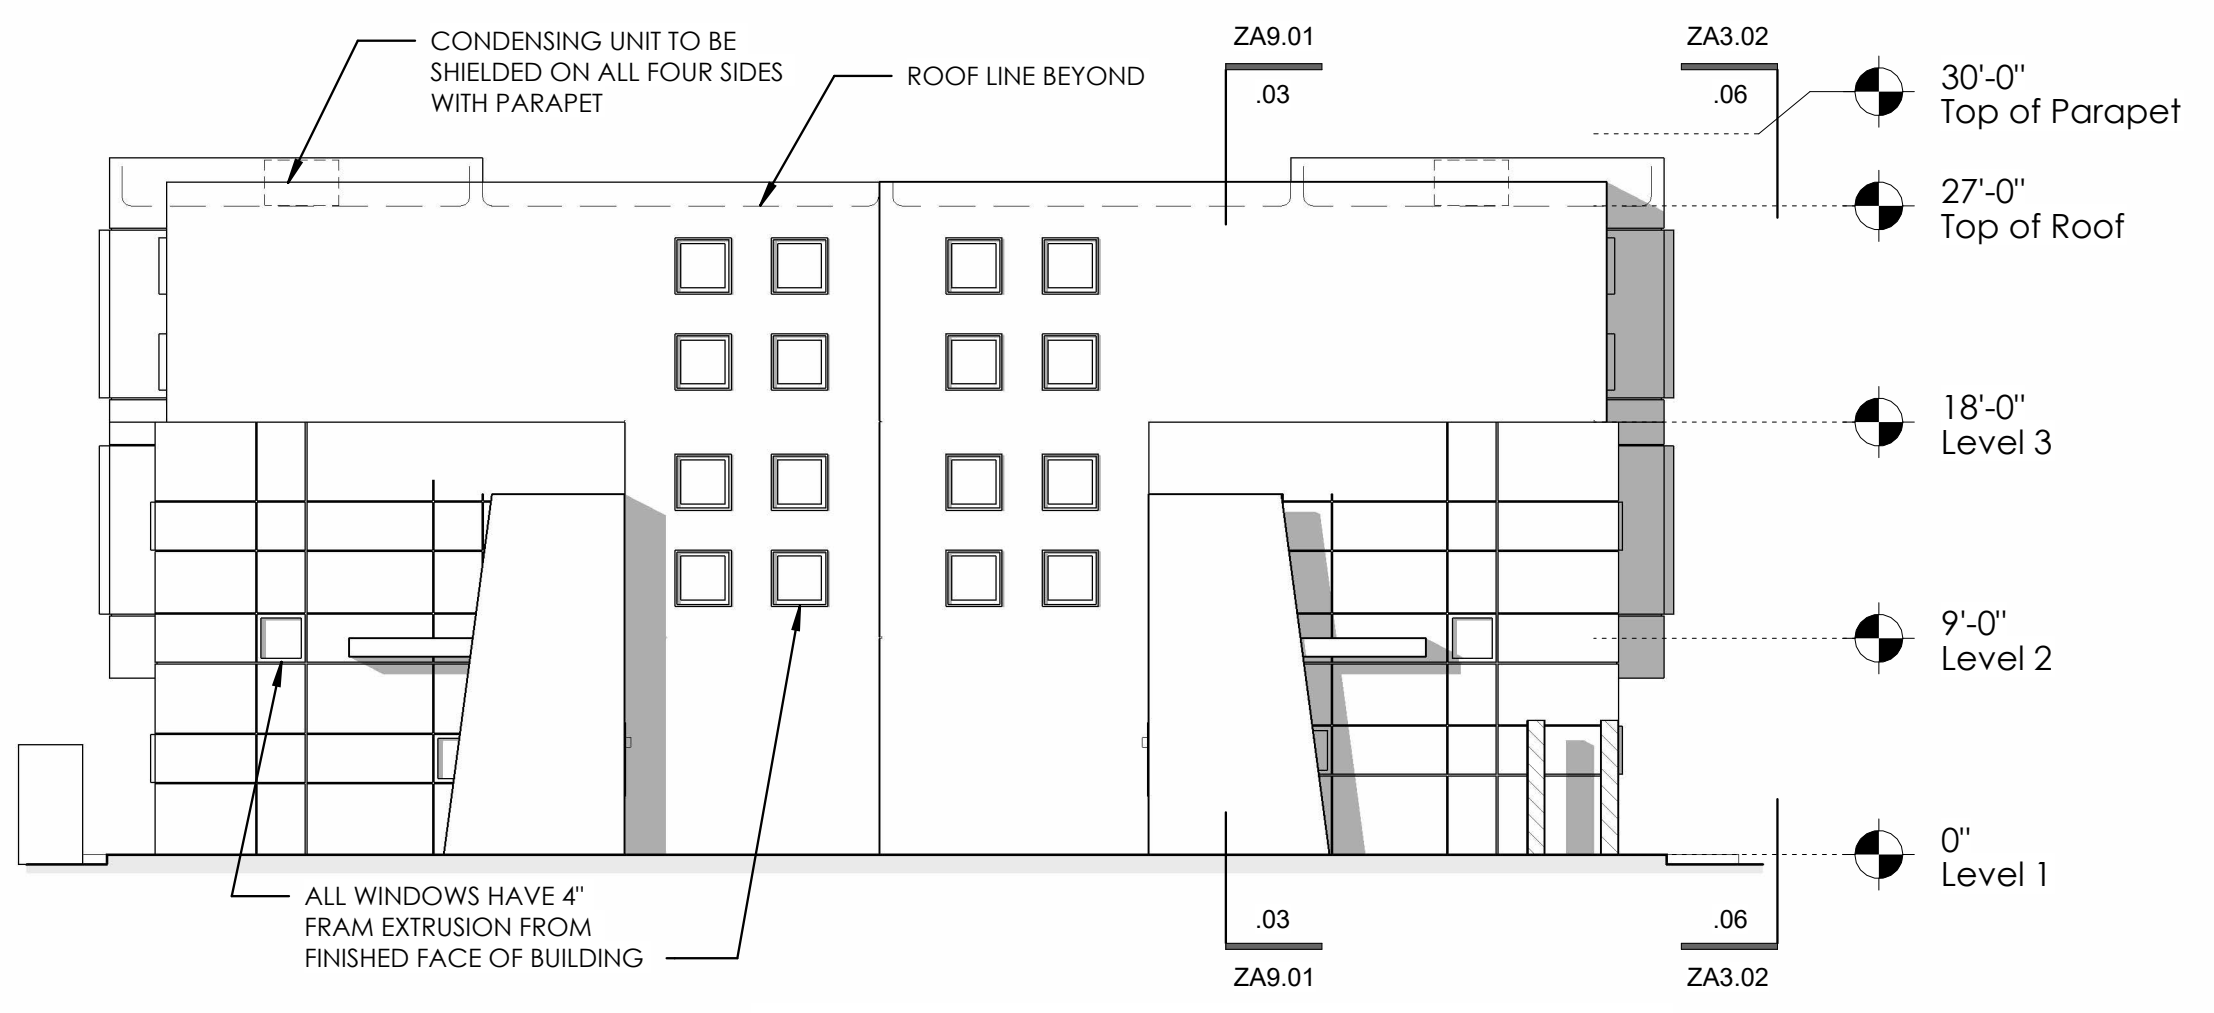 CONDENSING UNIT TO BE
SHIELDED ON ALL FOUR SIDES
WITH PARAPET
ROOF LINE BEYOND
ZA9.01
.03
ZA3.02
.06
30'-0"
Top of Parapet
27'-0"
Top of Roof
18'-0"
Level 3
9'-0"
Level 2
0"
Level 1
ALL WINDOWS HAVE 4"
FRAM EXTRUSION FROM
FINISHED FACE OF BUILDING
.03
ZA9.01
.06
ZA3.02